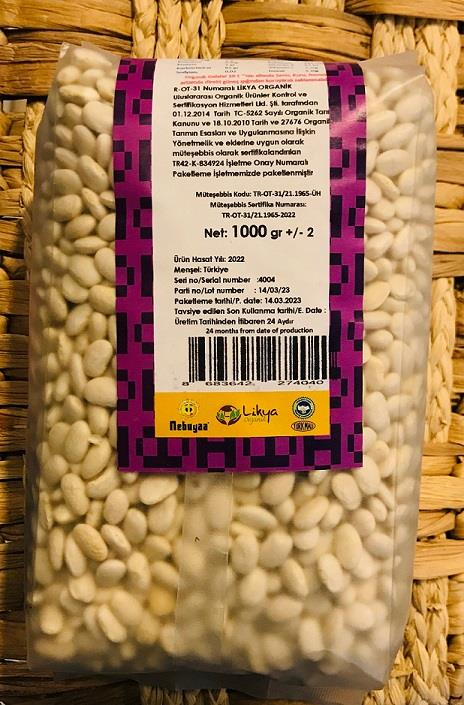 R-OT-31 Numaralı LİKYA ORGANİK
Uluslararası Organik Ürünler Kontrol ve
Sertifikasyon Hizmetleri Ltd. Şti. tarafından
01.12.2014 Tarih TC-5262 Sayılı Organik Tarım
Kanunu ve 18.10.2010 Tarih ve 27676 Organik
Tarımın Esasları ve Uygulanmasına İlişkin
Yönetmelik ve eklerine uygun olarak
müteşebbis olarak sertifikalandırılan
TR42-K-834924 İşletme Onay Numaralı
Paketleme İşletmemizde paketlenmiştir
Müteşebbis Kodu: TR-OT-31/21.1965-ÜH
Müteşebbis Sertifika Numarası:
TR-OT-31/21.1965-2022
Net: 1000 gr +/- 2
Ürün Hasat Yılı: 2022
Menşei: Türkiye
Seri no/Serial number :4004
Parti no/Lot number : 14/03/23
Paketleme tarihi/P. date: 14.03.2023
Tavsiye edilen Son Kullanma tarihi/E. Date :
Üretim Tarihinden İtibaren 24 Aydır
24 months from date of production
8 683642 274040
Nebuyaa Likya
Organik